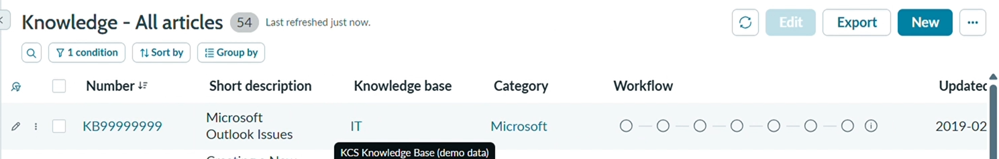 Knowledge - All articles 54 Last refreshed just now. Edit Export New ...
1 condition Sort by Group by
Number Short description Knowledge base Category Workflow Updated
KB99999999 Microsoft Outlook Issues IT Microsoft 2019-02
KCS Knowledge Base (demo data)
Creating a New